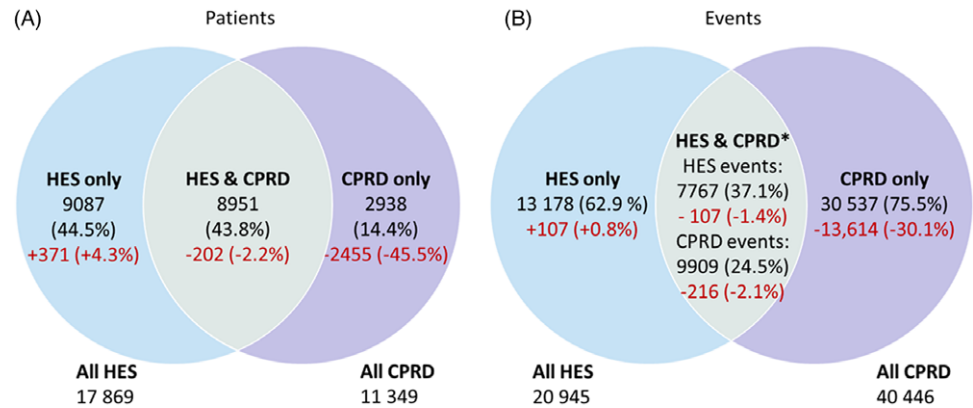 (A)
Patients
HES only
9087
(44.5%)
+371 (+4.3%)
HES & CPRD
8951
(43.8%)
-202 (-2.2%)
CPRD only
2938
(14.4%)
-2455 (-45.5%)
All HES
17 869
All CPRD
11 349
(B)
Events
HES only
13 178 (62.9 %)
+107 (+0.8%)
HES & CPRD*
HES events:
7767 (37.1%)
- 107 (-1.4%)
CPRD events:
9909 (24.5%)
-216 (-2.1%)
CPRD only
30 537 (75.5%)
-13,614 (-30.1%)
All HES
20 945
All CPRD
40 446